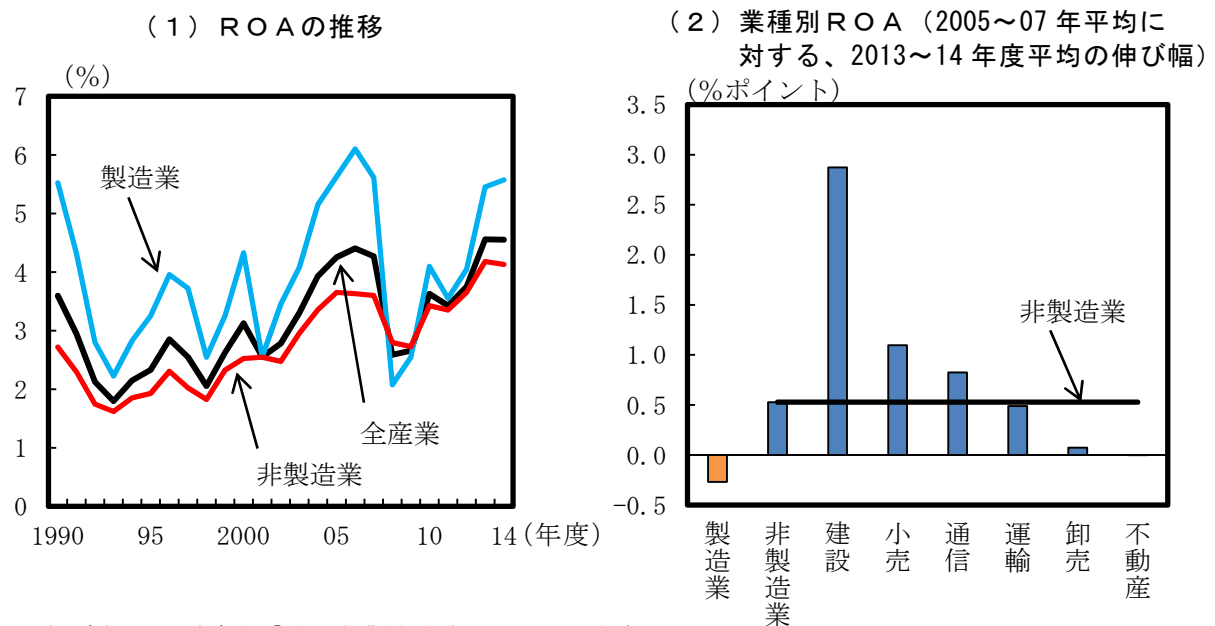 (1) ROAの推移
(%)
7
6
5
4
3
2
1
0
製造業
全産業
非製造業
1990 95 2000 05 10 14(年度)
(2) 業種別ROA (2005~07年平均に
対する、2013~14年度平均の伸び幅)
(%ポイント)
3.5
3.0
2.5
2.0
1.5
1.0
0.5
0.0
-0.5
非製造業
製造業
非製造業
建設
小売
通信
運輸
卸売
不動産